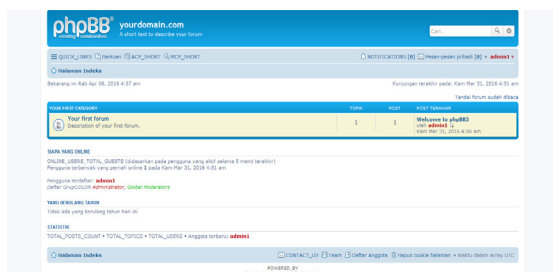 phpBB®
creating communities
yourdomain.com
A short text to describe your forum
Cari…
QUICK_LINKS Bantuan ACP_SHORT MCP_SHORT
NOTIFICATIONS [0] Pesan-pesan pribadi [0] • admin1
Halaman Indeks
Sekarang ini Rab Apr 06, 2016 4:57 am
Kunjungan terakhir pada: Kam Mar 31, 2016 4:51 am
Tandai forum sudah dibaca
YOUR FIRST CATEGORY TOPIK POST POST TERAKHIR
Your first forum
Description of your first forum.
1
1
Welcome to phpBB3
oleh admin1
Kam Mar 31, 2016 4:06 am
SIAPA YANG ONLINE
ONLINE_USERS_TOTAL_GUESTS (didasarkan pada pengguna yang aktif selama 5 menit terakhir)
Pengguna terbanyak yang pernah online 1 pada Kam Mar 31, 2016 4:51 am
Pengguna terdaftar: admin1
Daftar GrupCOLON Administrator, Global Moderators
YANG BERULANG TAHUN
Tidak ada yang berulang tahun hari ini
STATISTIK
TOTAL_POSTS_COUNT • TOTAL_TOPICS • TOTAL_USERS • Anggota terbaru: admin1
Halaman Indeks
CONTACT_US Team Daftar Anggota Hapus cookie halaman • Waktu dalam Array UTC
POWERED_BY